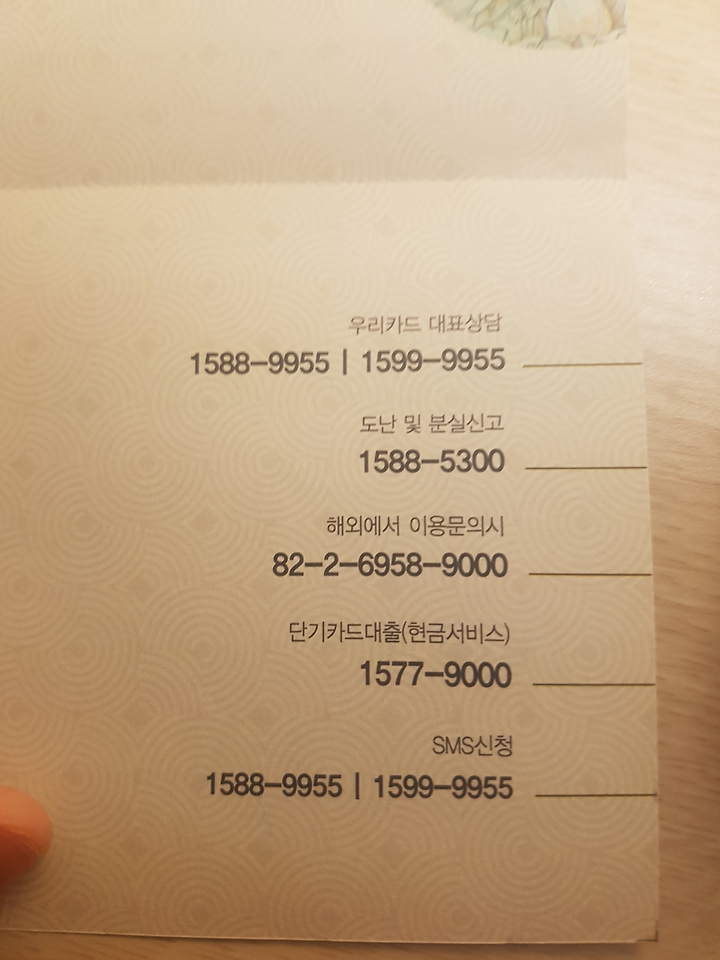 우리카드 대표상담
1588-9955 | 1599-9955
도난 및 분실신고
1588-5300
해외에서 이용문의시
82-2-6958-9000
단기카드대출(현금서비스)
1577-9000
SMS신청
1588-9955 | 1599-9955